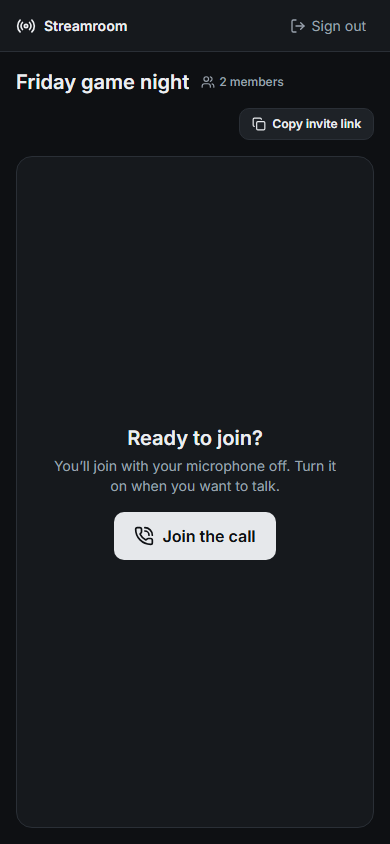 Streamroom
Sign out
Friday game night
2 members
Copy invite link
Ready to join?
You’ll join with your microphone off. Turn it
on when you want to talk.
Join the call